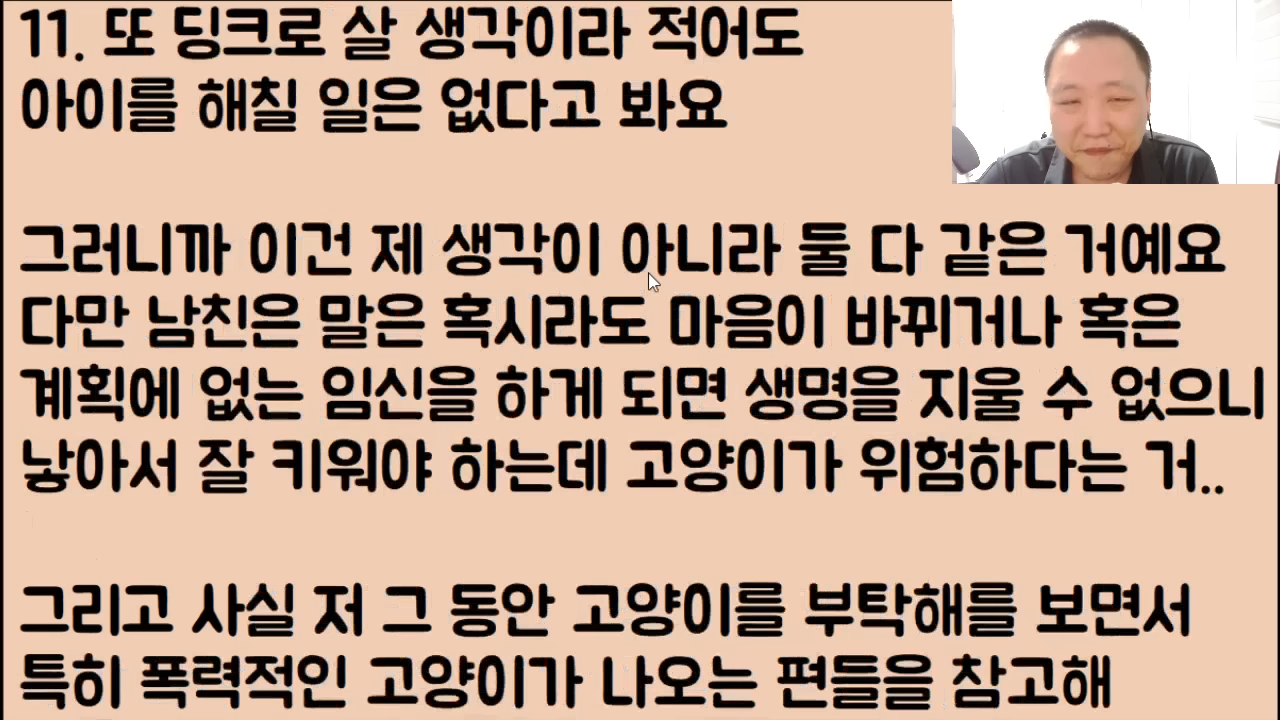 11. 또 딩크로 살 생각이라 적어도
아이를 해칠 일은 없다고 봐요
그러니까 이건 제 생각이 아니라 둘 다 같은 거예요
다만 남친은 말은 혹시라도 마음이 바뀌거나 혹은
계획에 없는 임신을 하게 되면 생명을 지울 수 없으니
낳아서 잘 키워야 하는데 고양이가 위험하다는 거..
그리고 사실 저 그 동안 고양이를 부탁해를 보면서
특히 폭력적인 고양이가 나오는 편들을 참고해